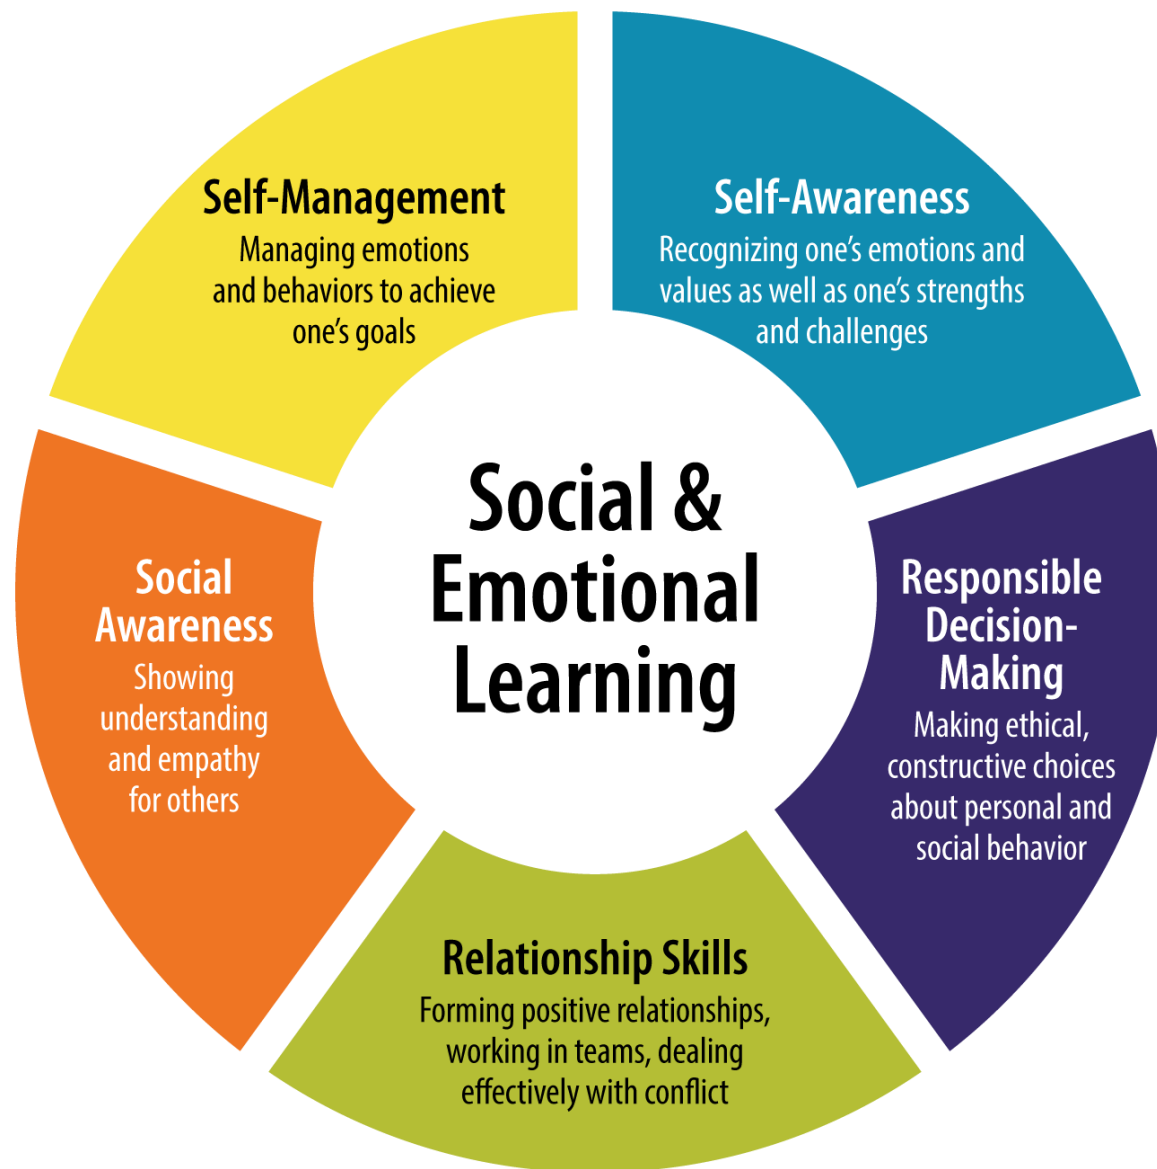 Self-Management
Managing emotions
and behaviors to achieve
one’s goals
Self-Awareness
Recognizing one’s emotions and
values as well as one’s strengths
and challenges
Social &
Emotional
Learning
Social
Awareness
Showing
understanding
and empathy
for others
Responsible
Decision-
Making
Making ethical,
constructive choices
about personal and
social behavior
Relationship Skills
Forming positive relationships,
working in teams, dealing
effectively with conflict